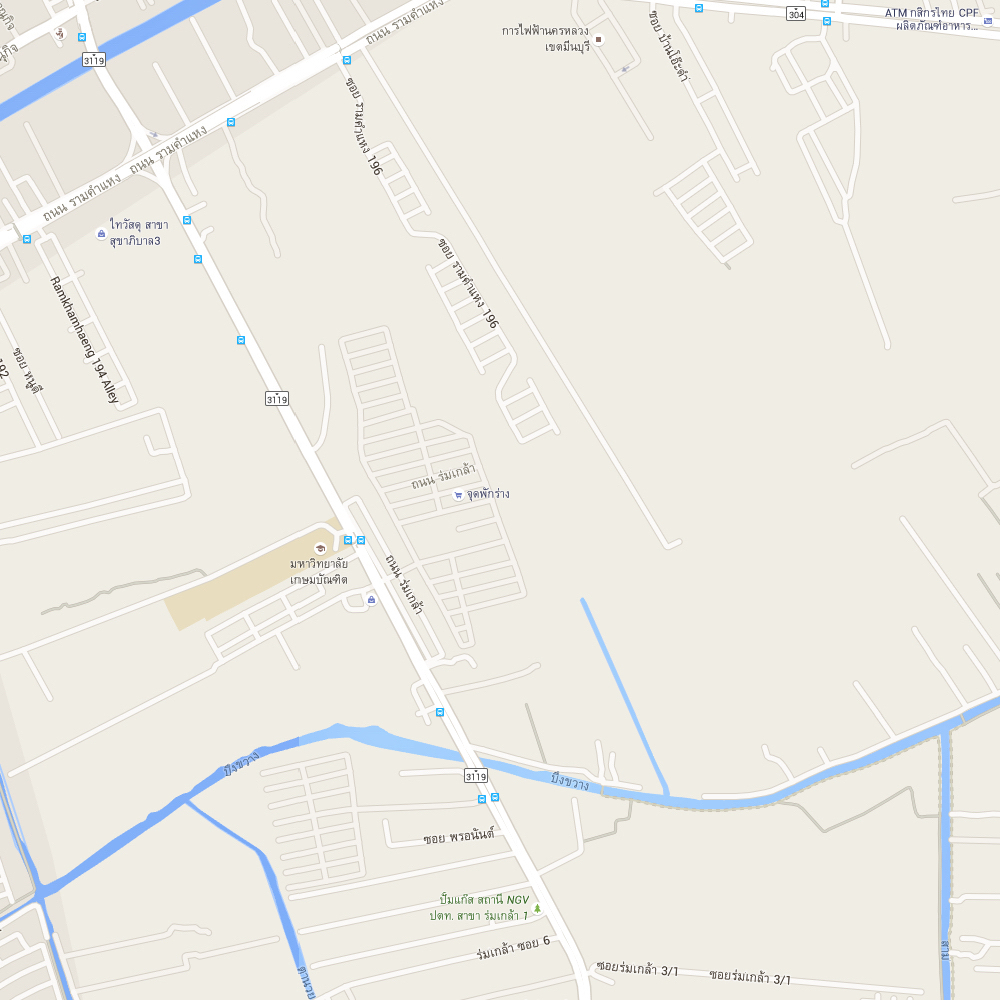 ถนน รามคำแหง
304
ATM กสิกรไทย CPF
ผลิตภัณฑ์อาหาร...
ซอย บ้านโอ๊ะดำ
การไฟฟ้านครหลวง
เขตมีนบุรี
3119
ซอย รามคำแหง 196
ถนน รามคำแหง
ถนน รามคำแหง
ไทวัสดุ สาขา
สุขาภิบาล3
ซอย รามคำแหง 196
Ramkhamhaeng 194 Alley
ซอย หนูดี
192
3119
ถนน ร่มเกล้า
จุดพักร่าง
มหาวิทยาลัย
เกษมบัณฑิต
ถนน ร่มเกล้า
บึงขวาง
3119
บึงขวาง
ซอย พรอนันต์
ปั๊มแก๊ส สถานี NGV
ปตท. สาขา ร่มเกล้า 1
ร่มเกล้า ซอย 6
ซอยร่มเกล้า 3/1
ซอยร่มเกล้า 3/1